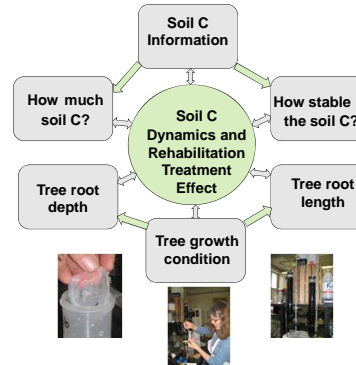 Soil C
Information
How much
soil C?
How stable
the soil C?
Soil C
Dynamics and
Rehabilitation
Treatment
Effect
Tree root
depth
Tree root
length
Tree growth
condition